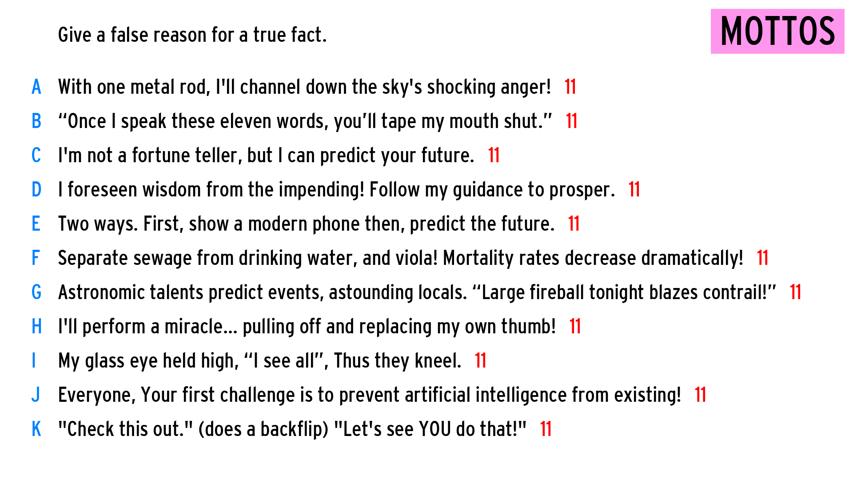 Give a false reason for a true fact.
MOTTOS
A With one metal rod, I'll channel down the sky's shocking anger! 11
B “Once I speak these eleven words, you’ll tape my mouth shut.” 11
C I'm not a fortune teller, but I can predict your future. 11
D I foreseen wisdom from the impending! Follow my guidance to prosper. 11
E Two ways. First, show a modern phone then, predict the future. 11
F Separate sewage from drinking water, and viola! Mortality rates decrease dramatically! 11
G Astronomic talents predict events, astounding locals. “Large fireball tonight blazes contrail!” 11
H I'll perform a miracle... pulling off and replacing my own thumb! 11
I My glass eye held high, “I see all”, Thus they kneel. 11
J Everyone, Your first challenge is to prevent artificial intelligence from existing! 11
K "Check this out." (does a backflip) "Let's see YOU do that!" 11